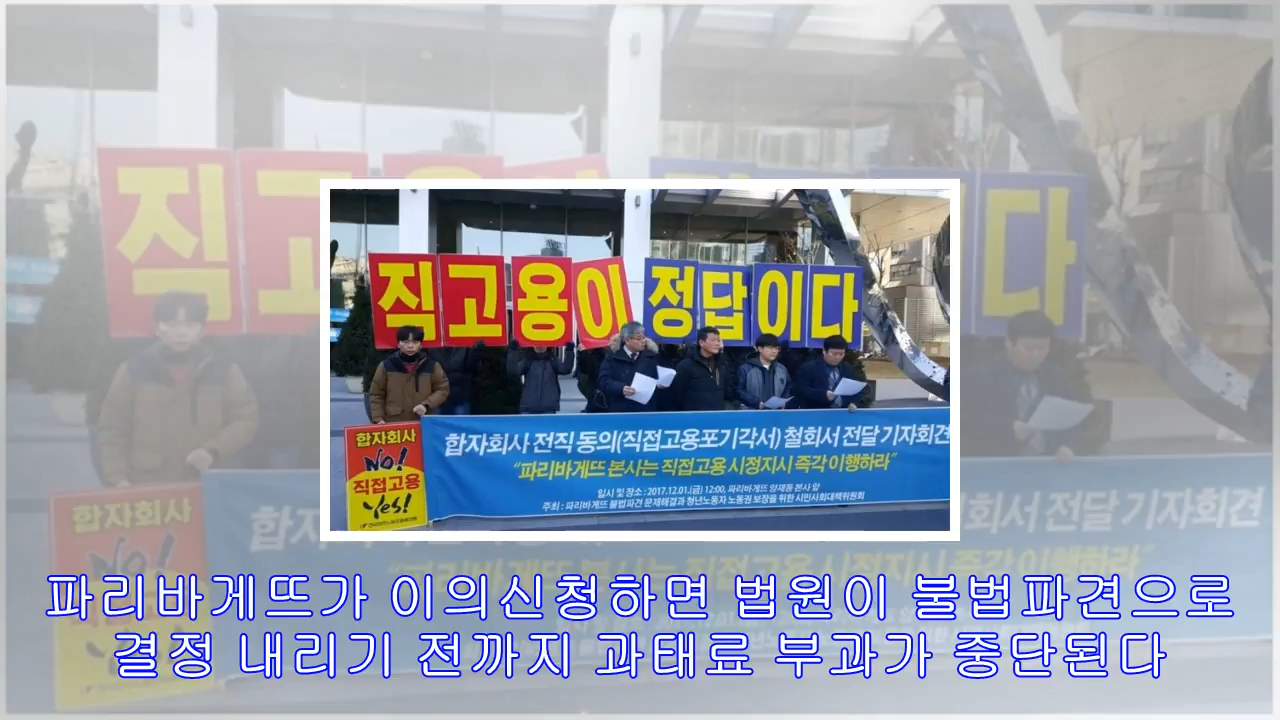 직고용이 정답이다
합자회사
No!
직접고용
Yes!
합자회사 전직 동의(직접고용포기각서) 철회서 전달 기자회견
“파리바게뜨 본사는 직접고용 시정지시 즉각 이행하라”
일시 및 장소 : 2017.12.01.(금) 12:00, 파리바게뜨 양재동 본사 앞
주최 : 파리바게뜨 불법파견 문제해결과 청년노동자 노동권 보장을 위한 시민사회대책위원회
파리바게뜨가 이의신청하면 법원이 불법파견으로
결정 내리기 전까지 과태료 부과가 중단된다